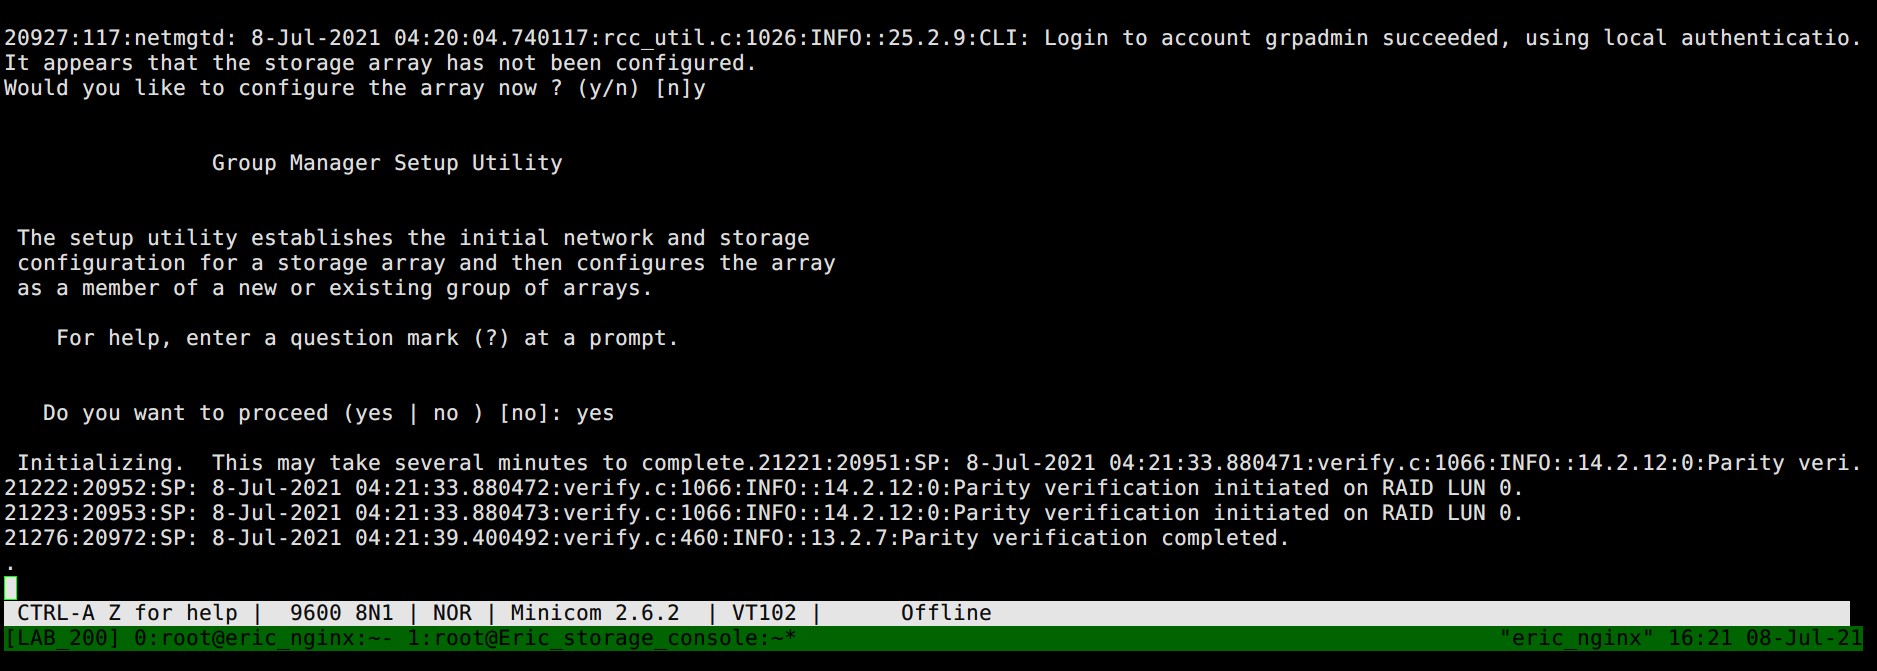 20927:117:netmgtd: 8-Jul-2021 04:20:04.740117:rcc_util.c:1026:INFO::25.2.9:CLI: Login to account grpadmin succeeded, using local authenticatio.
It appears that the storage array has not been configured.
Would you like to configure the array now ? (y/n) [n]y
Group Manager Setup Utility
The setup utility establishes the initial network and storage
configuration for a storage array and then configures the array
as a member of a new or existing group of arrays.
For help, enter a question mark (?) at a prompt.
Do you want to proceed (yes | no ) [no]: yes
Initializing.  This may take several minutes to complete.21221:20951:SP: 8-Jul-2021 04:21:33.880471:verify.c:1066:INFO::14.2.12:0:Parity veri.
21222:20952:SP: 8-Jul-2021 04:21:33.880472:verify.c:1066:INFO::14.2.12:0:Parity verification initiated on RAID LUN 0.
21223:20953:SP: 8-Jul-2021 04:21:33.880473:verify.c:1066:INFO::14.2.12:0:Parity verification initiated on RAID LUN 0.
21276:20972:SP: 8-Jul-2021 04:21:39.400492:verify.c:460:INFO::13.2.7:Parity verification completed.
.
CTRL-A Z for help |  9600 8N1 | NOR | Minicom 2.6.2  | VT102 |      Offline
[LAB_200] 0:root@eric_nginx:~- 1:root@Eric_storage_console:~* "eric_nginx" 16:21 08-Jul-21